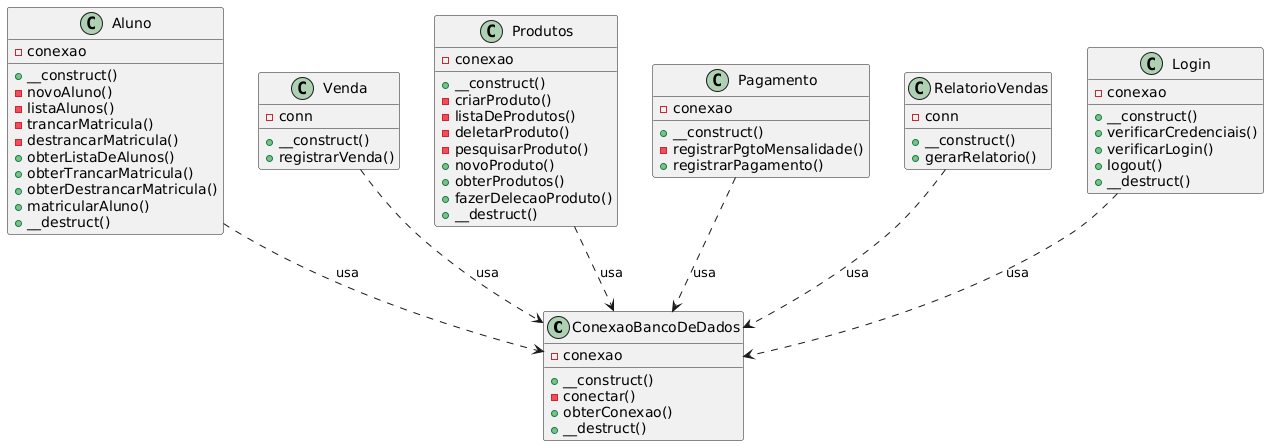 C Aluno
conexao
__construct()
novoAluno()
listaAlunos()
trancarMatricula()
destrancarMatricula()
obterListaDeAlunos()
obterTrancarMatricula()
obterDestrancarMatricula()
matricularAluno()
__destruct()
C Venda
conn
__construct()
registrarVenda()
C Produtos
conexao
__construct()
criarProduto()
listaDeProdutos()
deletarProduto()
pesquisarProduto()
novoProduto()
obterProdutos()
fazerDelecaoProduto()
__destruct()
C Pagamento
conexao
__construct()
registrarPgtoMensalidade()
registrarPagamento()
C RelatorioVendas
conn
__construct()
gerarRelatorio()
C Login
conexao
__construct()
verificarCredenciais()
verificarLogin()
logout()
__destruct()
usa
usa
usa
usa
usa
usa
C ConexaoBancoDeDados
conexao
__construct()
conectar()
obterConexao()
__destruct()